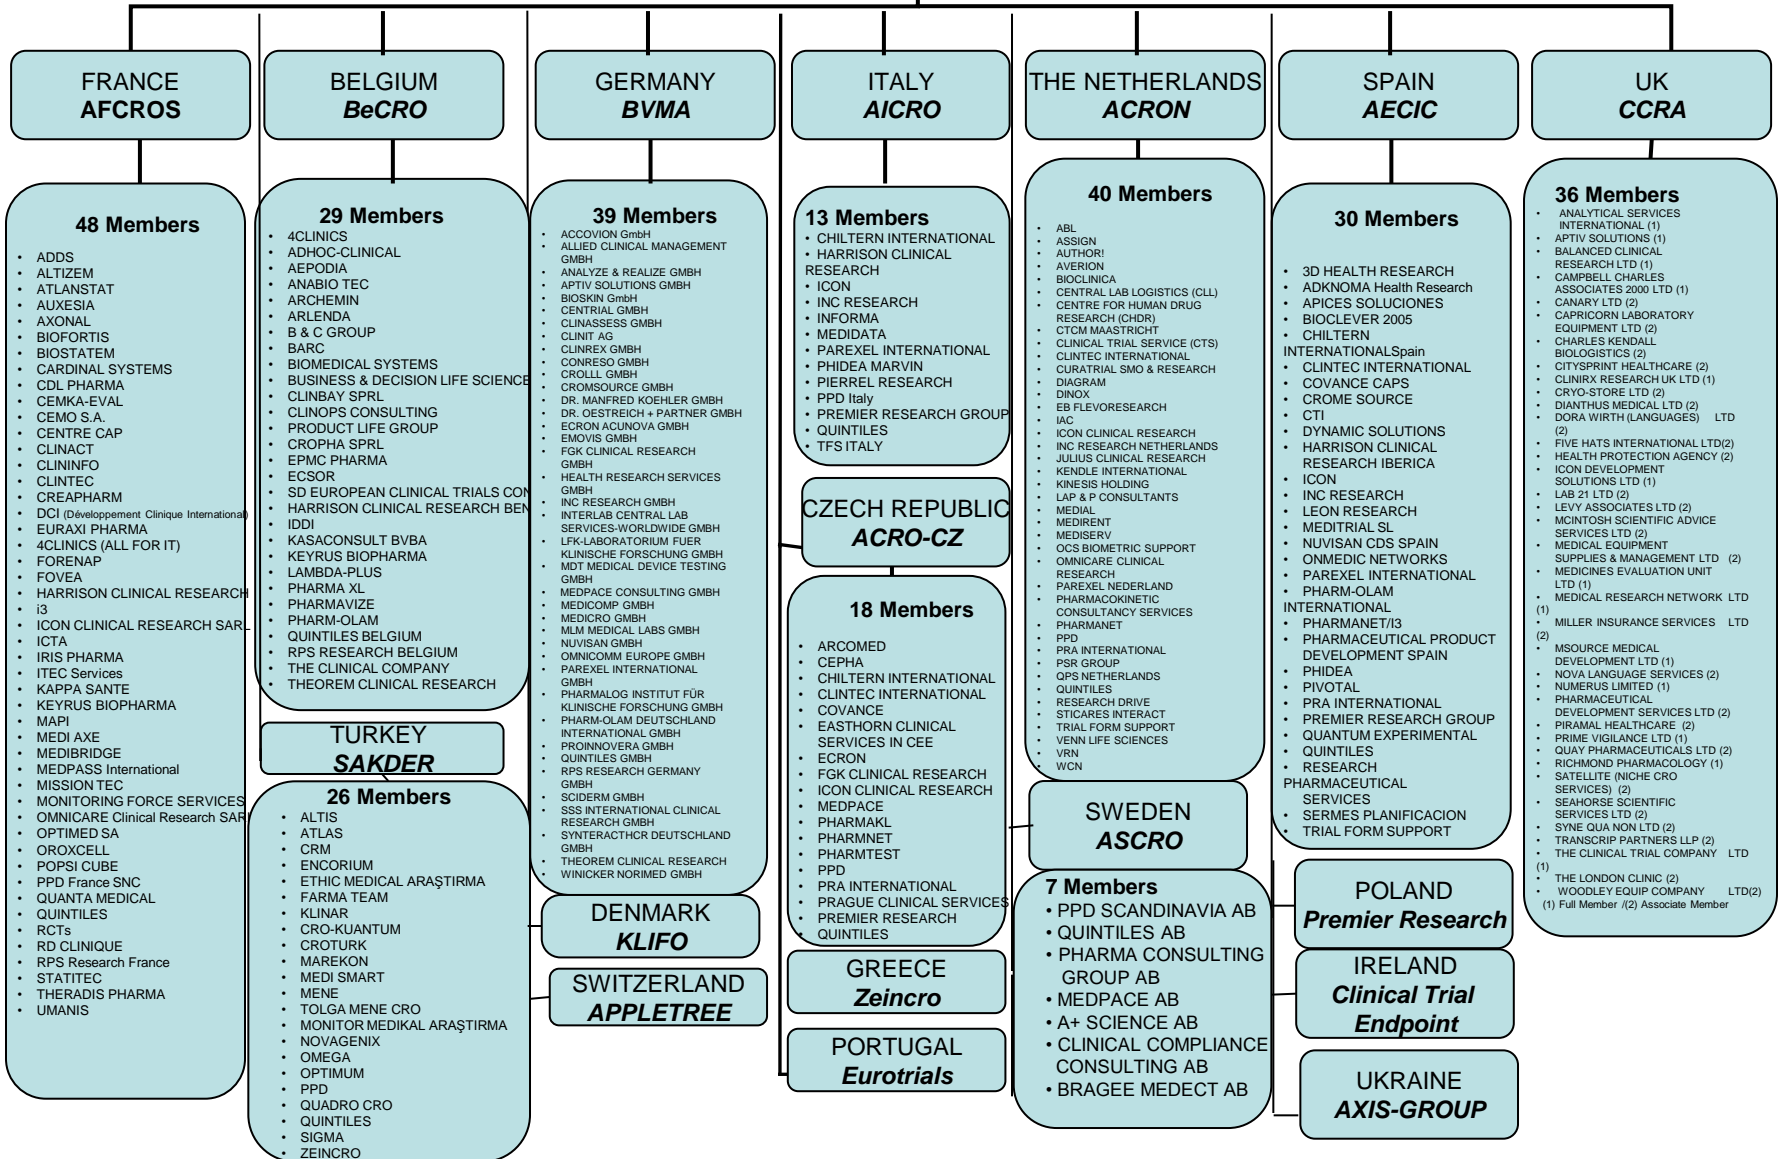 FRANCE
AFCROS
48 Members
• ADDS
• ALTIZEM
• ATLANSTAT
• AUXESIA
• AXONAL
• BIOFORTIS
• BIOSTATEM
• CARDINAL SYSTEMS
• CDL PHARMA
• CEMKA-EVAL
• CEMO S.A.
• CENTRE CAP
• CLINACT
• CLININFO
• CLINTEC
• CREAPHARM
• DCI (Développement Clinique International)
• EURAXI PHARMA
• 4CLINICS (ALL FOR IT)
• FORENAP
• FOVEA
• HARRISON CLINICAL RESEARCH
• i3
• ICON CLINICAL RESEARCH SARL
• ICTA
• IRIS PHARMA
• ITEC Services
• KAPPA SANTE
• KEYRUS BIOPHARMA
• MAPI
• MEDI AXE
• MEDIBRIDGE
• MEDPASS International
• MISSION TEC
• MONITORING FORCE SERVICES
• OMNICARE Clinical Research SARL
• OPTIMED SA
• OROXCELL
• POPSI CUBE
• PPD France SNC
• QUANTA MEDICAL
• QUINTILES
• RCTs
• RD CLINIQUE
• RPS Research France
• STATITEC
• THERADIS PHARMA
• UMANIS
BELGIUM
BeCRO
29 Members
• 4CLINICS
• ADHOC-CLINICAL
• AEPODIA
• ANABIO TEC
• ARCHEMIN
• ARLENDA
• B & C GROUP
• BARC
• BIOMEDICAL SYSTEMS
• BUSINESS & DECISION LIFE SCIENCE
• CLINBAY SPRL
• CLINOPS CONSULTING
• PRODUCT LIFE GROUP
• CROPHA SPRL
• EPMC PHARMA
• ECSOR
• SD EUROPEAN CLINICAL TRIALS CON
• HARRISON CLINICAL RESEARCH BEN
• IDDI
• KASACONSULT BVBA
• KEYRUS BIOPHARMA
• LAMBDA-PLUS
• PHARMA XL
• PHARMAVIZE
• PHARM-OLAM
• QUINTILES BELGIUM
• RPS RESEARCH BELGIUM
• THE CLINICAL COMPANY
• THEOREM CLINICAL RESEARCH
TURKEY
SAKDER
26 Members
• ALTIS
• ATLAS
• CRM
• ENCORIUM
• ETHIC MEDICAL ARAŞTIRMA
• FARMA TEAM
• KLINAR
• CRO-KUANTUM
• CROTURK
• MAREKON
• MEDI SMART
• MENE
• TOLGA MENE CRO
• MONITOR MEDIKAL ARAŞTIRMA
• NOVAGENIX
• OMEGA
• OPTIMUM
• PPD
• QUADRO CRO
• QUINTILES
• SIGMA
• ZEINCRO
GERMANY
BVMA
39 Members
• ACCOVION GmbH
• ALLIED CLINICAL MANAGEMENT
GMBH
• ANALYZE & REALIZE GMBH
• APTIV SOLUTIONS GMBH
• BIOSKIN GmbH
• CENTRIAL GMBH
• CLINASSESS GMBH
• CLINIT AG
• CLINREX GMBH
• CONRESO GMBH
• CROLLL GMBH
• CROMSOURCE GMBH
• DR. MANFRED KOEHLER GMBH
• DR. OESTREICH + PARTNER GMBH
• ECRON ACUNOVA GMBH
• EMOVIS GMBH
• FGK CLINICAL RESEARCH
GMBH
• HEALTH RESEARCH SERVICES
GMBH
• INC RESEARCH GMBH
• INTERLAB CENTRAL LAB
SERVICES-WORLDWIDE GMBH
• LFK-LABORATORIUM FUER
KLINISCHE FORSCHUNG GMBH
• MDT MEDICAL DEVICE TESTING
GMBH
• MEDPACE CONSULTING GMBH
• MEDICOMP GMBH
• MEDICRO GMBH
• MLM MEDICAL LABS GMBH
• NUVISAN GMBH
• OMNICOMM EUROPE GMBH
• PAREXEL INTERNATIONAL
GMBH
• PHARMALOG INSTITUT FÜR
KLINISCHE FORSCHUNG GMBH
• PHARM-OLAM DEUTSCHLAND
INTERNATIONAL GMBH
• PROINNOVERA GMBH
• QUINTILES GMBH
• RPS RESEARCH GERMANY
GMBH
• SCIDERM GMBH
• SSS INTERNATIONAL CLINICAL
RESEARCH GMBH
• SYNTERACTHCR DEUTSCHLAND
GMBH
• THEOREM CLINICAL RESEARCH
• WINICKER NORIMED GMBH
DENMARK
KLIFO
SWITZERLAND
APPLETREE
ITALY
AICRO
13 Members
• CHILTERN INTERNATIONAL
• HARRISON CLINICAL
RESEARCH
• ICON
• INC RESEARCH
• INFORMA
• MEDIDATA
• PAREXEL INTERNATIONAL
• PHIDEA MARVIN
• PIERREL RESEARCH
• PPD Italy
• PREMIER RESEARCH GROUP
• QUINTILES
• TFS ITALY
CZECH REPUBLIC
ACRO-CZ
18 Members
• ARCOMED
• CEPHA
• CHILTERN INTERNATIONAL
• CLINTEC INTERNATIONAL
• COVANCE
• EASTHORN CLINICAL
SERVICES IN CEE
• ECRON
• FGK CLINICAL RESEARCH
• ICON CLINICAL RESEARCH
• MEDPACE
• PHARMAKL
• PHARMNET
• PHARMTEST
• PPD
• PRA INTERNATIONAL
• PRAGUE CLINICAL SERVICES
• PREMIER RESEARCH
• QUINTILES
GREECE
Zeincro
PORTUGAL
Eurotrials
THE NETHERLANDS
ACRON
40 Members
• ABL
• ASSIGN
• AUTHOR!
• AVERION
• BIOCLINICA
• CENTRAL LAB LOGISTICS (CLL)
• CENTRE FOR HUMAN DRUG
RESEARCH (CHDR)
• CTCM MAASTRICHT
• CLINICAL TRIAL SERVICE (CTS)
• CLINTEC INTERNATIONAL
• CURATRIAL SMO & RESEARCH
• DIAGRAM
• DINOX
• EB FLEVORESEARCH
• IAC
• ICON CLINICAL RESEARCH
• INC RESEARCH NETHERLANDS
• JULIUS CLINICAL RESEARCH
• KENDLE INTERNATIONAL
• KINESIS HOLDING
• LAP & P CONSULTANTS
• MEDIAL
• MEDIRENT
• MEDISERV
• OCS BIOMETRIC SUPPORT
• OMNICARE CLINICAL
RESEARCH
• PAREXEL NEDERLAND
• PHARMACOKINETIC
CONSULTANCY SERVICES
• PHARMANET
• PPD
• PRA INTERNATIONAL
• PSR GROUP
• QPS NETHERLANDS
• QUINTILES
• RESEARCH DRIVE
• STICARES INTERACT
• TRIAL FORM SUPPORT
• VENN LIFE SCIENCES
• VRN
• WCN
SWEDEN
ASCRO
7 Members
• PPD SCANDINAVIA AB
• QUINTILES AB
• PHARMA CONSULTING
GROUP AB
• MEDPACE AB
• A+ SCIENCE AB
• CLINICAL COMPLIANCE
CONSULTING AB
• BRAGEE MEDECT AB
SPAIN
AECIC
30 Members
• 3D HEALTH RESEARCH
• ADKNOMA Health Research
• APICES SOLUCIONES
• BIOCLEVER 2005
• CHILTERN
INTERNATIONALSpain
• CLINTEC INTERNATIONAL
• COVANCE CAPS
• CROME SOURCE
• CTI
• DYNAMIC SOLUTIONS
• HARRISON CLINICAL
RESEARCH IBERICA
• ICON
• INC RESEARCH
• LEON RESEARCH
• MEDITRIAL SL
• NUVISAN CDS SPAIN
• ONMEDIC NETWORKS
• PAREXEL INTERNATIONAL
• PHARM-OLAM
INTERNATIONAL
• PHARMANET/I3
• PHARMACEUTICAL PRODUCT
DEVELOPMENT SPAIN
• PHIDEA
• PIVOTAL
• PRA INTERNATIONAL
• PREMIER RESEARCH GROUP
• QUANTUM EXPERIMENTAL
• QUINTILES
• RESEARCH
PHARMACEUTICAL
SERVICES
• SERMES PLANIFICACION
• TRIAL FORM SUPPORT
POLAND
Premier Research
IRELAND
Clinical Trial
Endpoint
UKRAINE
AXIS-GROUP
UK
CCRA
36 Members
• ANALYTICAL SERVICES
INTERNATIONAL (1)
• APTIV SOLUTIONS (1)
• BALANCED CLINICAL
RESEARCH LTD (1)
• CAMPBELL CHARLES
ASSOCIATES 2000 LTD (1)
• CANARY LTD (2)
• CAPRICORN LABORATORY
EQUIPMENT LTD (2)
• CHARLES KENDALL
BIOLOGISTICS (2)
• CITYSPRINT HEALTHCARE (2)
• CLINIRX RESEARCH UK LTD (1)
• CRYO-STORE LTD (2)
• DIANTHUS MEDICAL LTD (2)
• DORA WIRTH (LANGUAGES) LTD
(2)
• FIVE HATS INTERNATIONAL LTD(2)
• HEALTH PROTECTION AGENCY (2)
• ICON DEVELOPMENT
SOLUTIONS LTD (1)
• LAB 21 LTD (2)
• LEVY ASSOCIATES LTD (2)
• MCINTOSH SCIENTIFIC ADVICE
SERVICES LTD (2)
• MEDICAL EQUIPMENT
SUPPLIES & MANAGEMENT LTD (2)
• MEDICINES EVALUATION UNIT
LTD (1)
• MEDICAL RESEARCH NETWORK LTD
(1)
• MILLER INSURANCE SERVICES LTD
(2)
• MSOURCE MEDICAL
DEVELOPMENT LTD (1)
• NOVA LANGUAGE SERVICES (2)
• NUMERUS LIMITED (1)
• PHARMACEUTICAL
DEVELOPMENT SERVICES LTD (2)
• PIRAMAL HEALTHCARE (2)
• PRIME VIGILANCE LTD (1)
• QUAY PHARMACEUTICALS LTD (2)
• RICHMOND PHARMACOLOGY (1)
• SATELLITE (NICHE CRO
SERVICES) (2)
• SEAHORSE SCIENTIFIC
SERVICES LTD (2)
• SYNE QUA NON LTD (2)
• TRANSCRIP PARTNERS LLP (2)
• THE CLINICAL TRIAL COMPANY LTD
(1)
• THE LONDON CLINIC (2)
• WOODLEY EQUIP COMPANY LTD(2)
(1) Full Member /(2) Associate Member